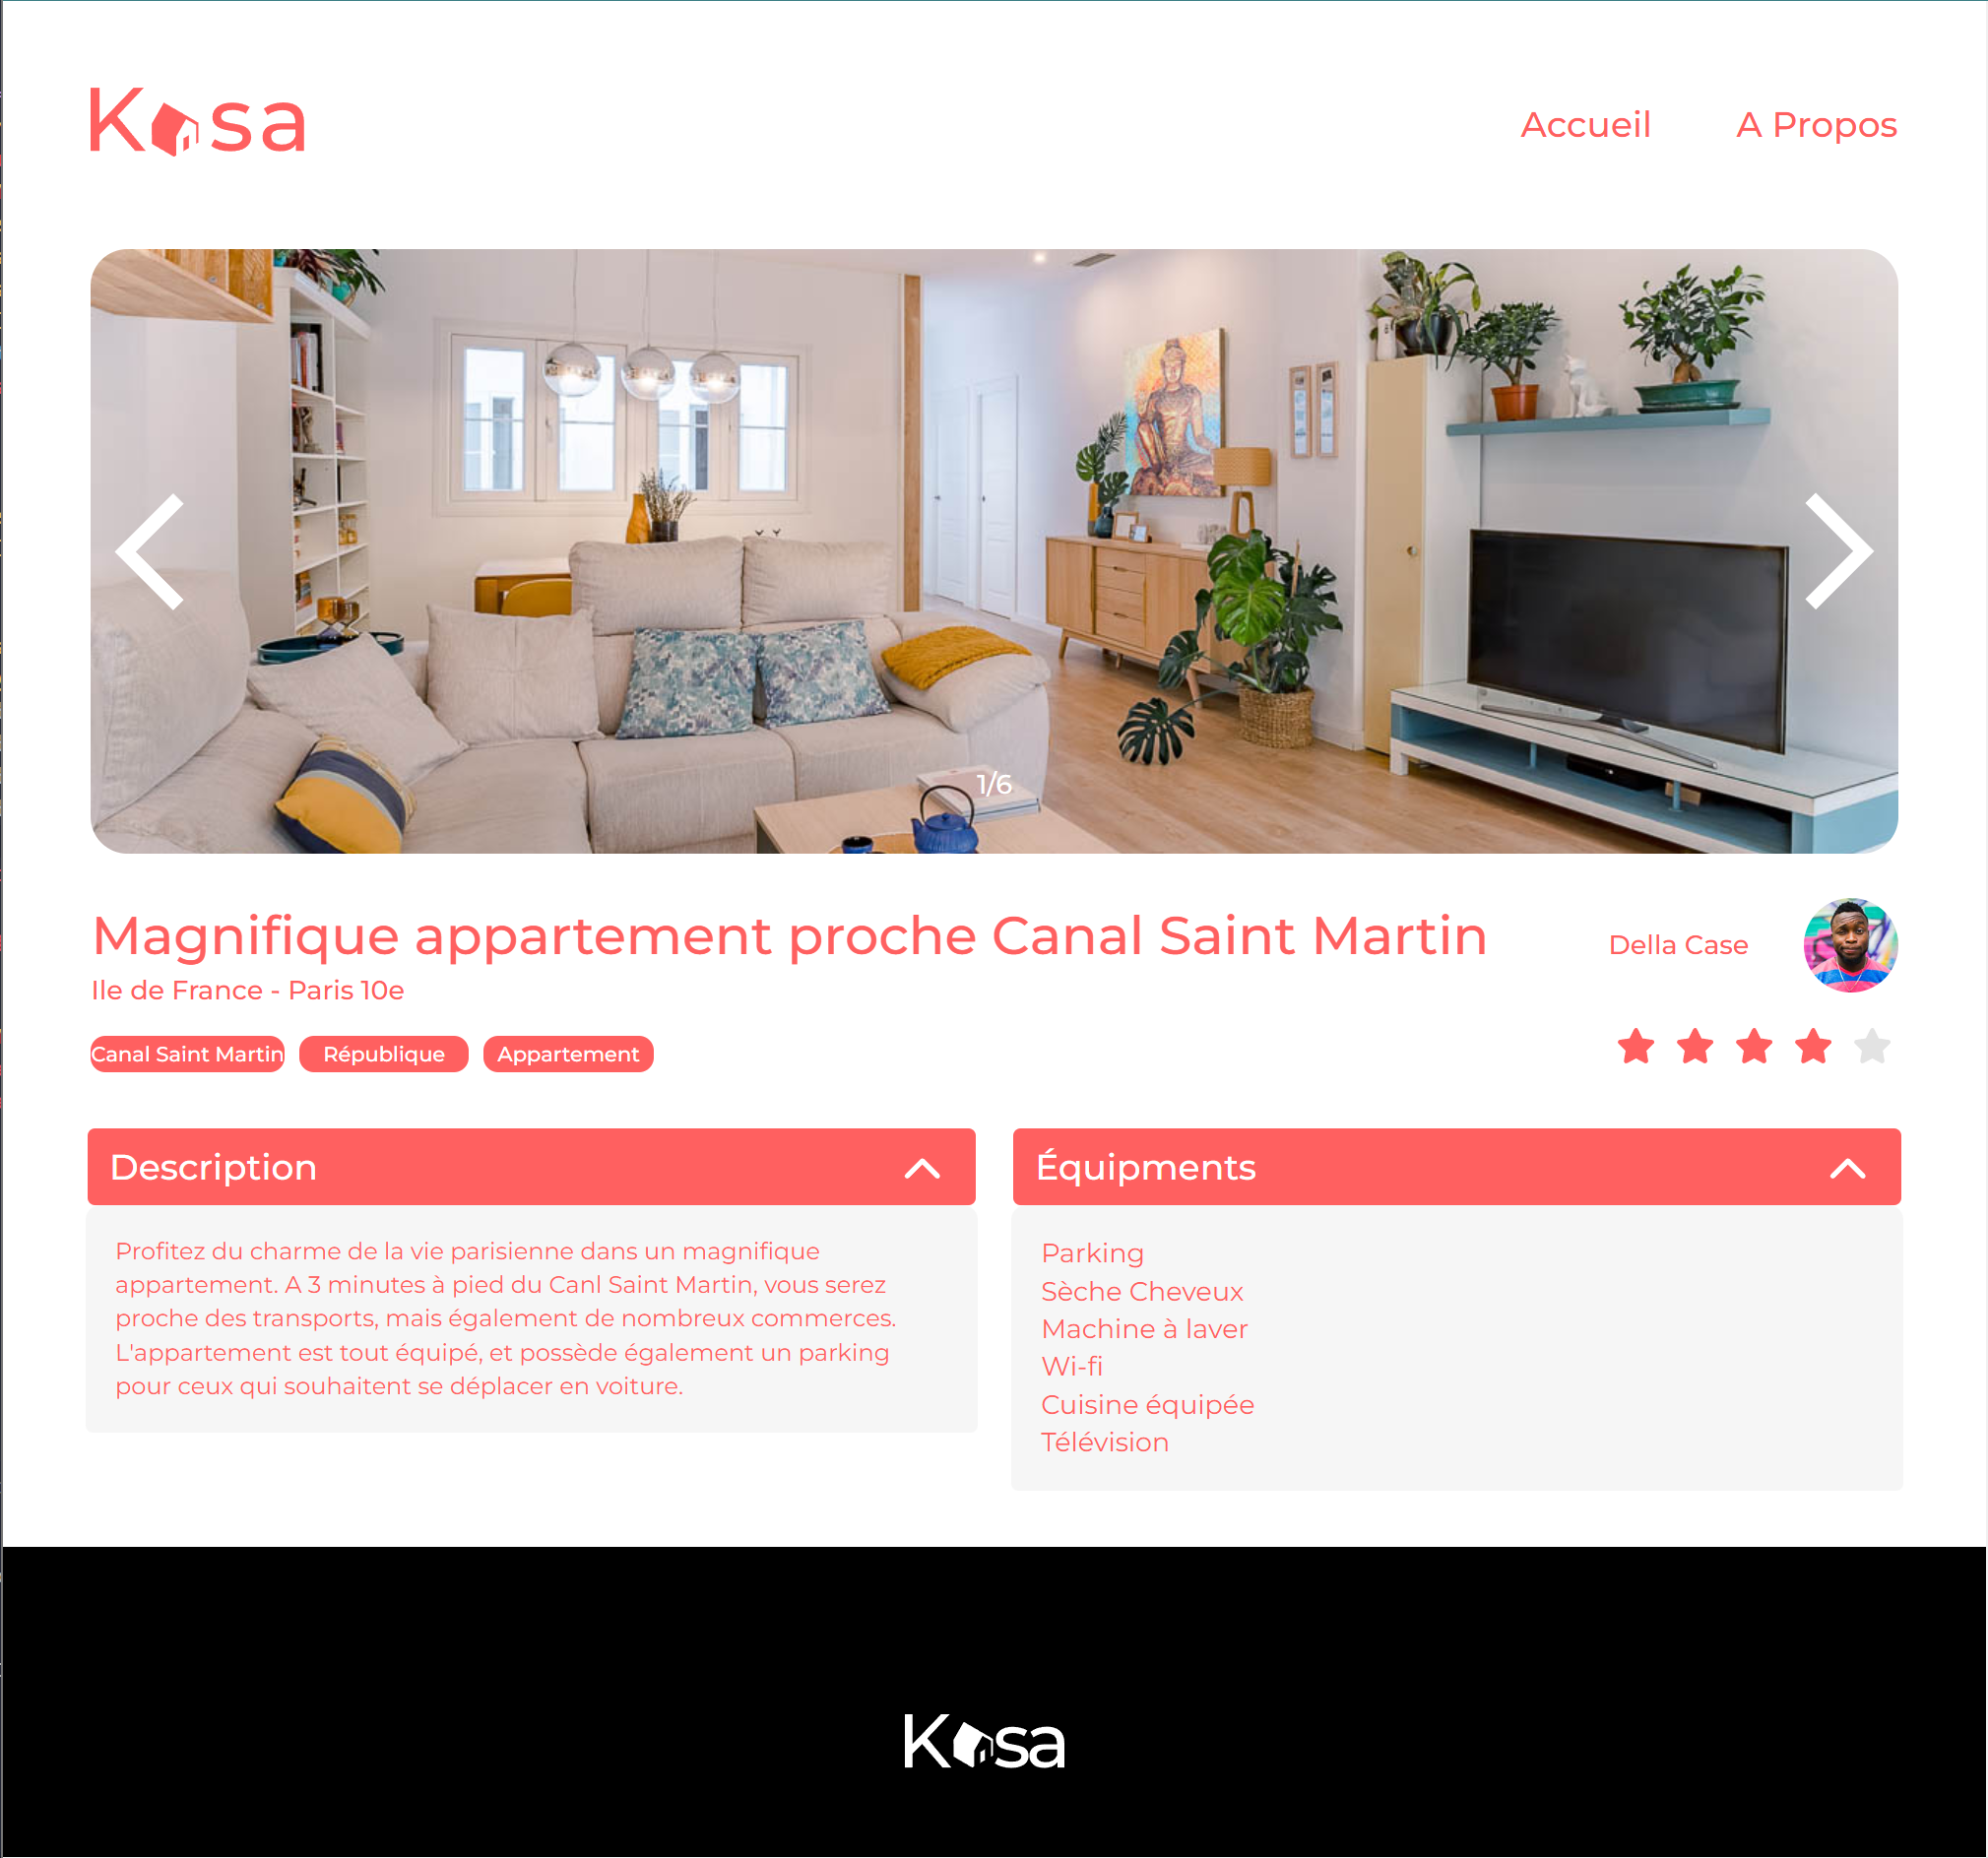 Kasa
Accueil
A Propos
1/6
Magnifique appartement proche Canal Saint Martin
Della Case
Ile de France - Paris 10e
Canal Saint Martin
République
Appartement
Description
Profitez du charme de la vie parisienne dans un magnifique
appartement. A 3 minutes à pied du Canl Saint Martin, vous serez
proche des transports, mais également de nombreux commerces.
L'appartement est tout équipé, et possède également un parking
pour ceux qui souhaitent se déplacer en voiture.
Équipments
Parking
Sèche Cheveux
Machine à laver
Wi-fi
Cuisine équipée
Télévision
Kasa